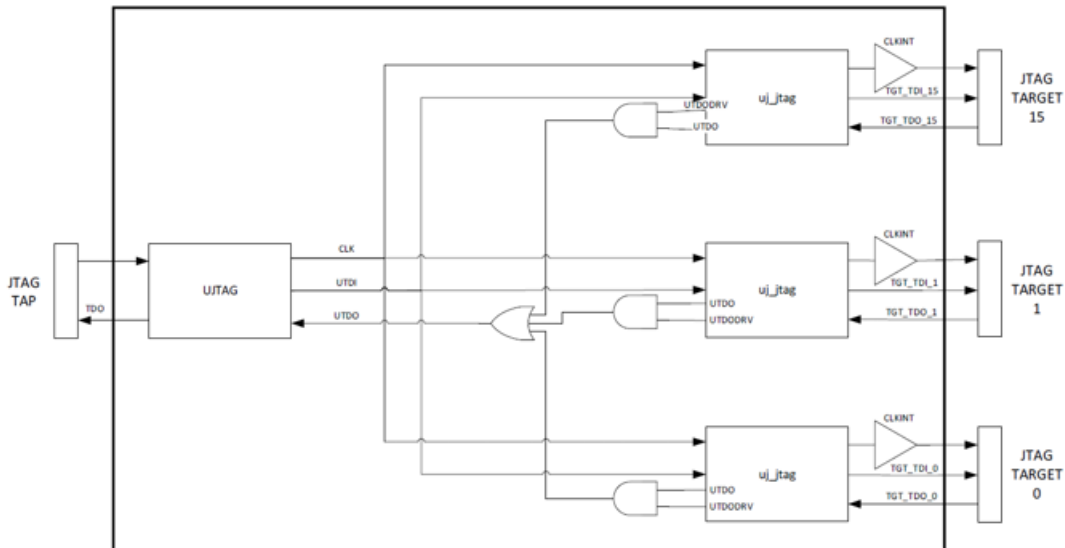 CLKINT
uj_jtag
TGT_TDI_15
UTDODRV
UTDO
TGT_TDO_15
JTAG
TARGET
15
CLKINT
CLK
UJTAG
UTDI
uj_jtag
TGT_TDI_1
JTAG
TAP
TDO
UTDO
UTDO
UTDODRV
TGT_TDO_1
JTAG
TARGET
1
CLKINT
uj_jtag
TGT_TDI_0
UTDO
UTDODRV
TGT_TDO_0
JTAG
TARGET
0